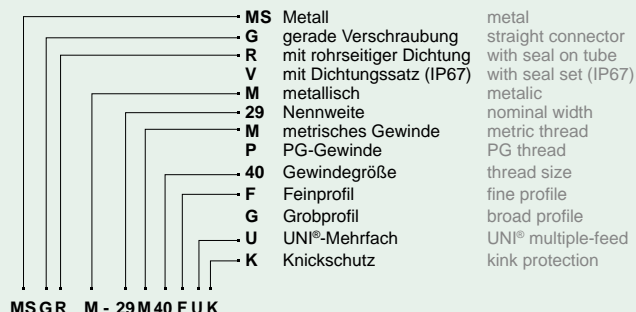 MS Metall metal
G gerade Verschraubung straight connector
R mit rohrseitiger Dichtung with seal on tube
V mit Dichtungssatz (IP67) with seal set (IP67)
M metallisch metalic
29 Nennweite nominal width
M metrisches Gewinde metric thread
P PG-Gewinde PG thread
40 Gewindegröße thread size
F Feinprofil fine profile
G Grobprofil broad profile
U UNI®-Mehrfach UNI® multiple-feed
K Knickschutz kink protection
MS G R M - 29 M 40 F U K